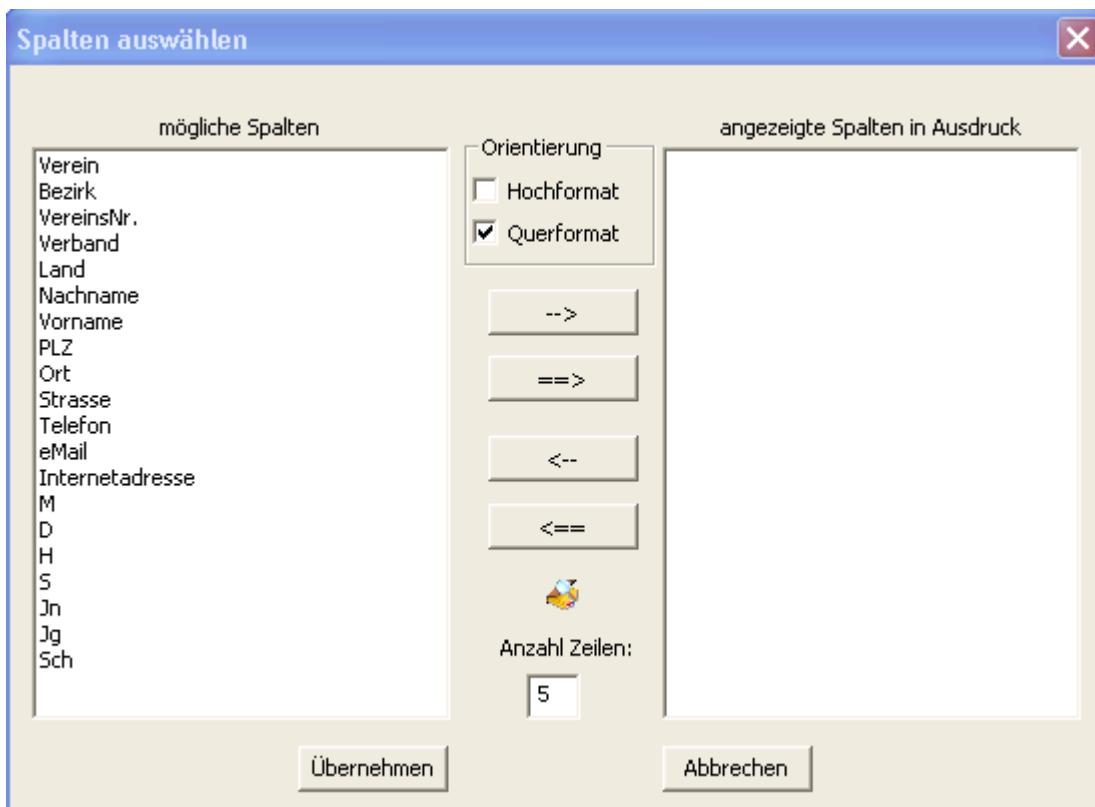 Spalten auswählen
mögliche Spalten
Verein
Bezirk
VereinsNr.
Verband
Land
Nachname
Vorname
PLZ
Ort
Strasse
Telefon
eMail
Internetadresse
M
D
H
S
Jn
Jg
Sch
Orientierung
Hochformat
Querformat
-->
==>
<--
<==
Anzahl Zeilen:
5
angezeigte Spalten in Ausdruck
Übernehmen
Abbrechen